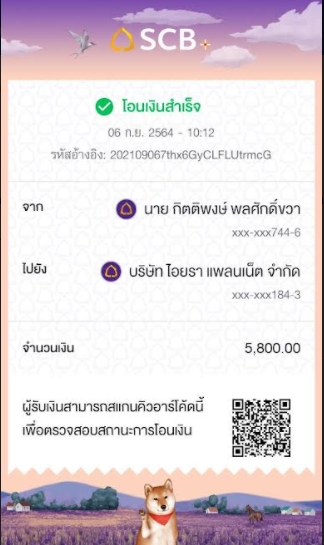 SCB
โอนเงินสำเร็จ
06 ก.ย. 2564 - 10:12
รหัสอ้างอิง: 202109067thx6GyCLFLUtrmcG
จาก
นาย กิตติพงษ์ พลศักดิ์ขวา
xxx-xxx744-6
ไปยัง
บริษัท ไอยรา แพลนเน็ต จำกัด
xxx-xxx184-3
จำนวนเงิน 5,800.00
ผู้รับเงินสามารถสแกนคิวอาร์โค้ดนี้
เพื่อตรวจสอบสถานะการโอนเงิน